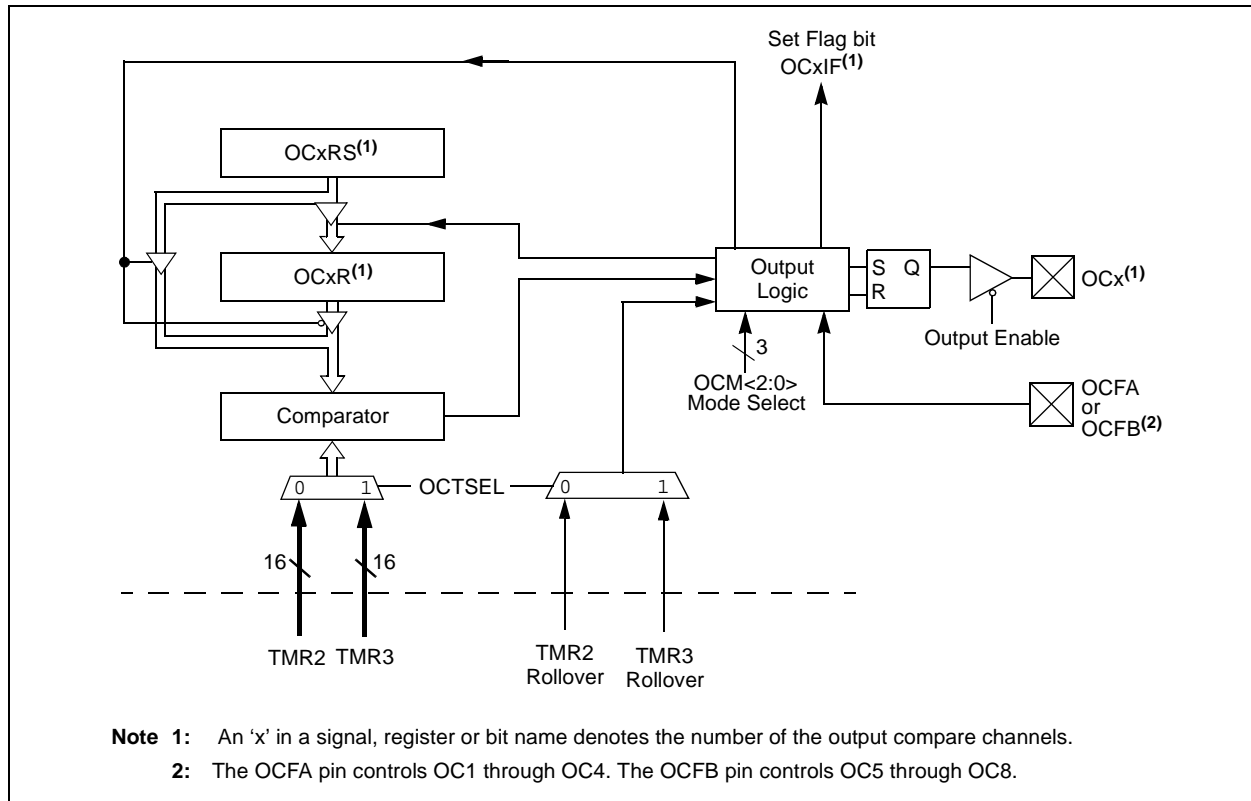 Set Flag bit
OCxIF(1)
OCxRS(1)
OCxR(1)
Output
Logic
S Q
R
OCx(1)
Output Enable
3
OCM<2:0>
Mode Select
OCFA
or
OCFB(2)
Comparator
0 1
OCTSEL
0 1
16
16
TMR2
TMR3
TMR2
Rollover
TMR3
Rollover
Note 1: An ‘x’ in a signal, register or bit name denotes the number of the output compare channels.
2: The OCFA pin controls OC1 through OC4. The OCFB pin controls OC5 through OC8.